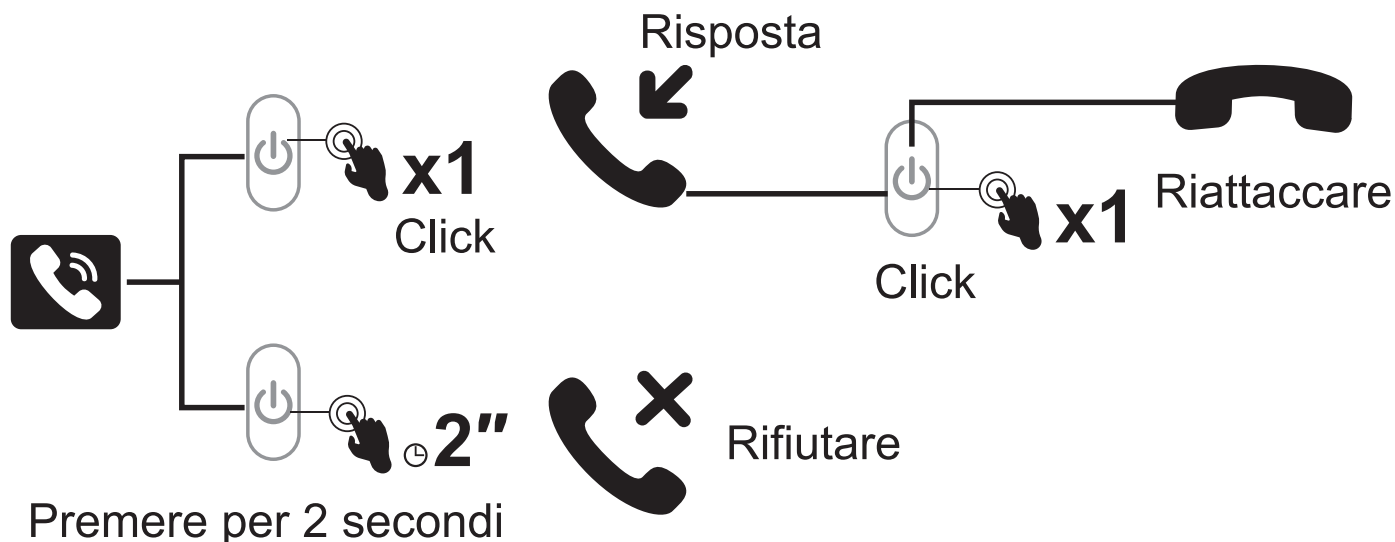 Risposta
x1
Click
x1
Riattaccare
Click
2"
Rifiutare
Premere per 2 secondi